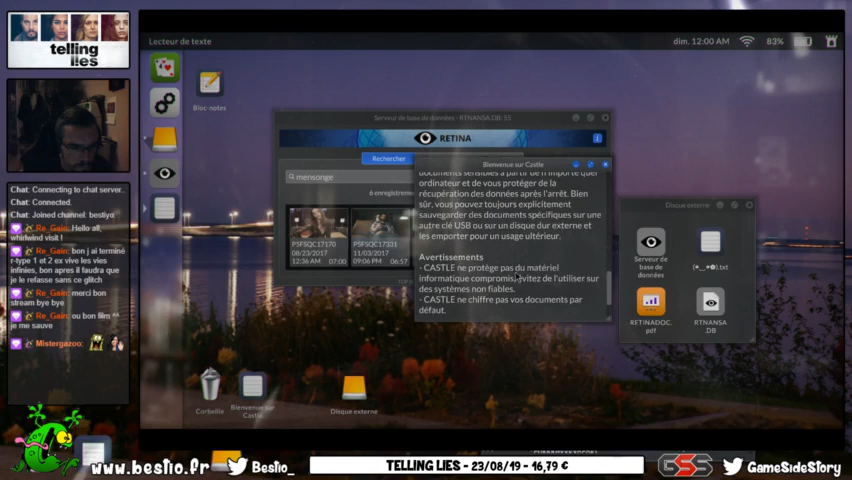 telling
lies
Lecteur de texte
dim. 12:00 AM
83%
Bloc-notes
Serveur de base de données - RTNANSA.DB: 53
RETINA
Rechercher
mensonge
P5FSQC17170
08/23/2017
12:36 AM 07:00
P5FSQC17331
11/03/2017
09:06 PM 06:57
Bienvenue sur Castle
documents sensibles à partir de n'importe quel
ordinateur et de vous protéger de la
récupération des données après l'arrêt. Bien
sûr, vous pouvez toujours explicitement
sauvegarder des documents spécifiques sur une
autre clé USB ou sur un disque dur externe et
les emporter pour un usage ultérieur.
Avertissements
- CASTLE ne protège pas du matériel
informatique compromis, évitez de l'utiliser sur
des systèmes non fiables.
- CASTLE ne chiffre pas vos documents par
défaut.
Disque externe
Serveur de
base de
données
RETINADOC.
pdf
RTNANSA
.DB
Corbeille
Bienvenue sur
Castle
Disque externe
Chat: Connecting to chat server..
Chat: Connected.
Chat: Joined channel: bestio
Re_Gain: Hello all,
whirlwind visit !
Re_Gain: bon j ai terminé
r-type 1 et 2 ex vive les vies
infinies, bon apres il faudra que
je le refasse sans ce glitch
Re_Gain: merci bon
stream bye bye
Re_Gain: ou bon film ^^
je me sauve
Mistergazoo:
www.bestio.fr
Bestio_
TELLING LIES - 23/08/19 - 16,79 €
GSS
GameSideStory